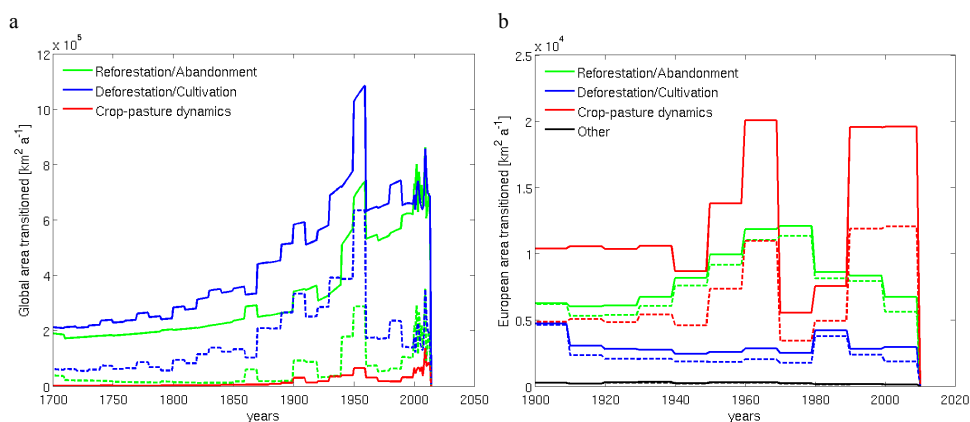 a
x 10^5
12
10
8
6
4
2
0
Global area transitioned [km² a⁻¹]
Reforestation/Abandonment
Deforestation/Cultivation
Crop-pasture dynamics
1700 1750 1800 1850 1900 1950 2000 2050
years
b
x 10^4
2.5
2
1.5
1
0.5
0
European area transitioned [km² a⁻¹]
Reforestation/Abandonment
Deforestation/Cultivation
Crop-pasture dynamics
Other
1900 1920 1940 1960 1980 2000 2020
years